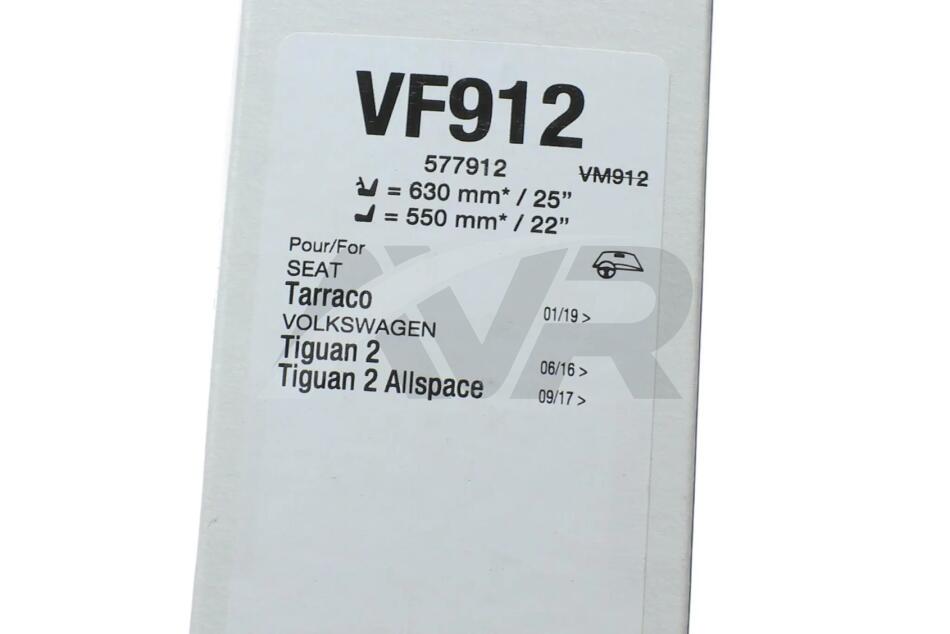 VF912
577912 VM912
= 630 mm* / 25”
= 550 mm* / 22”
Pour/For
SEAT
Tarraco 01/19 >
VOLKSWAGEN
Tiguan 2 06/16 >
Tiguan 2 Allspace 09/17 >
AVR